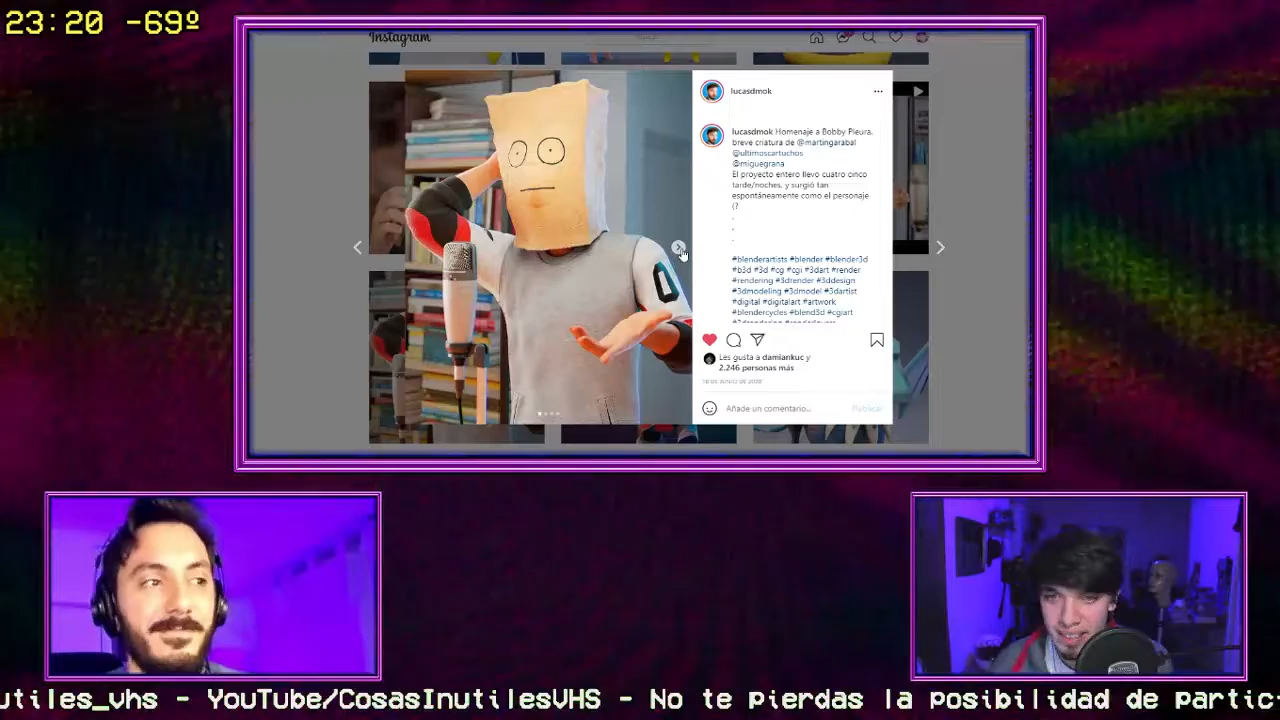 23:20 -69º
Instagram
lucasdmok
lucasdmok Homenaje a Bobby Pleura,
breve criatura de @martingarabal
@ultimoscartuchos
@miguegrana
El proyecto entero llevo cuatro cinco
tarde/noches, y surgió tan
espontáneamente como el personaje
(?
.
.
.
#blenderartists #blender #blender3d
#b3d #3d #cg #cgi #3dart #render
#rendering #3drender #3ddesign
#3dmodeling #3dmodel #3dartist
#digital #digitalart #artwork
#blendercycles #blend3d #cgiart
Les gusta a damiankuc y
2.246 personas más
Añade un comentario...
Publicar
utiles_vhs - YouTube/CosasInutilesVHS - No te pierdas la posibilidad de partic